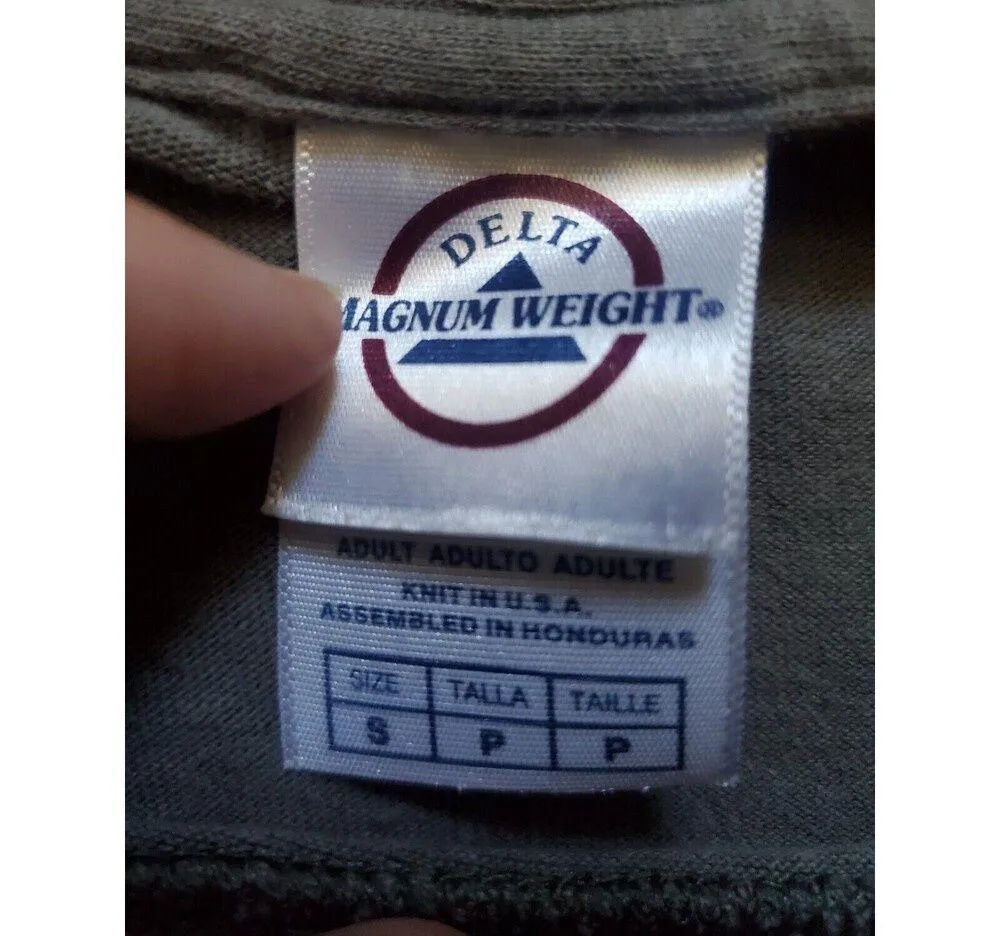 DELTA
MAGNUM WEIGHT®
ADULT ADULTO ADULTE
KNIT IN U.S.A.
ASSEMBLED IN HONDURAS
SIZE TALLA TAILLE
S P P